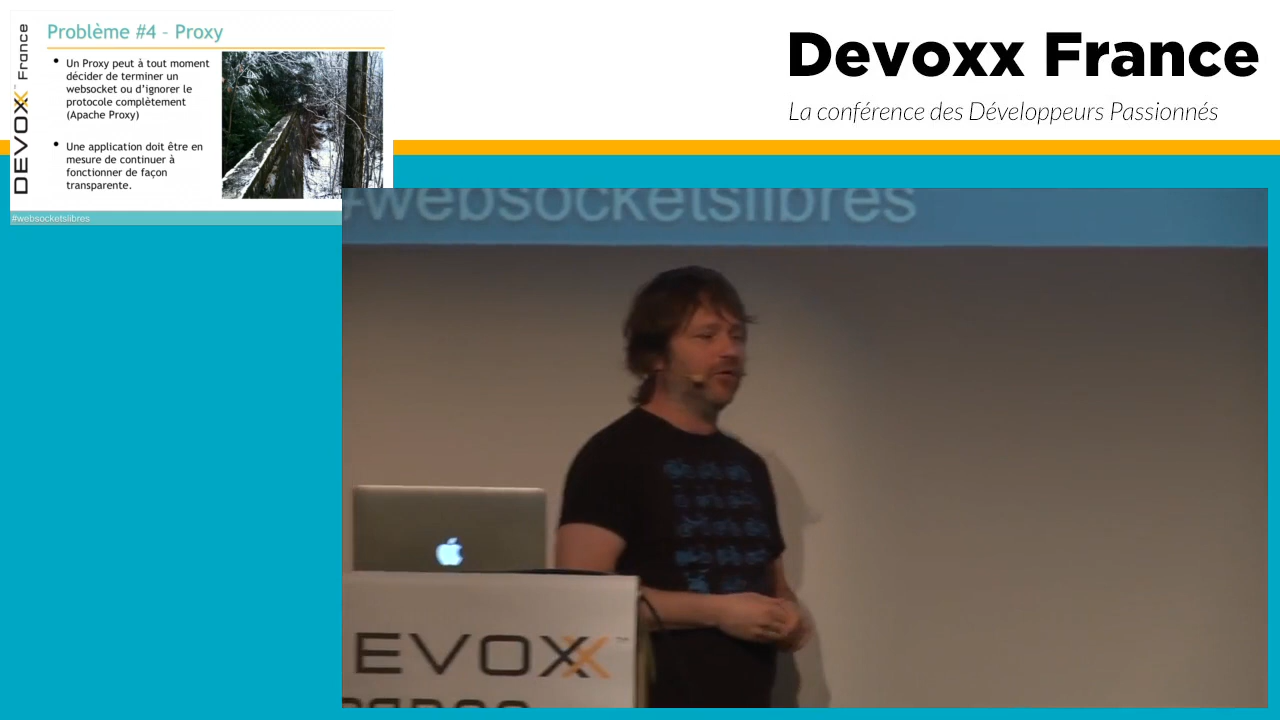 Problème #4 – Proxy
Un Proxy peut à tout moment
décider de terminer un
websocket ou d'ignorer le
protocole complètement
(Apache Proxy)
Une application doit être en
mesure de continuer à
fonctionner de façon
transparente.
DEVOXX™ France
#websocketslibres
Devoxx France
La conférence des Développeurs Passionnés
#websocketslibres
EVOXX™